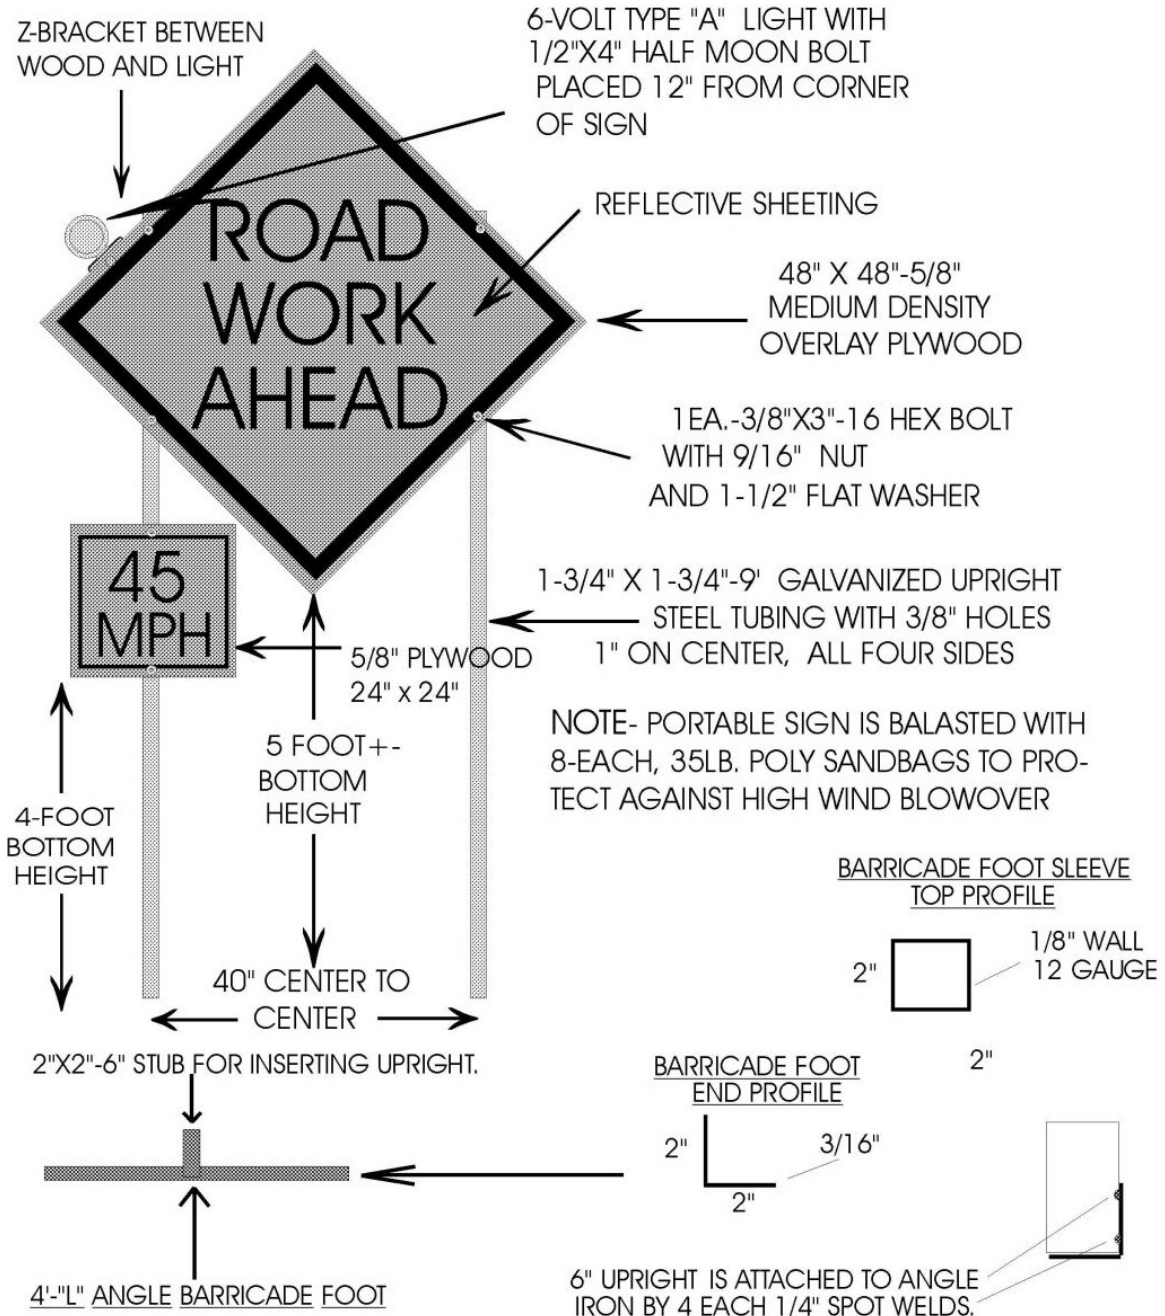 Z-BRACKET BETWEEN
WOOD AND LIGHT
6-VOLT TYPE "A" LIGHT WITH
1/2"X4" HALF MOON BOLT
PLACED 12" FROM CORNER
OF SIGN
ROAD
WORK
AHEAD
REFLECTIVE SHEETING
48" X 48"-5/8"
MEDIUM DENSITY
OVERLAY PLYWOOD
1EA.-3/8"X3"-16 HEX BOLT
WITH 9/16" NUT
AND 1-1/2" FLAT WASHER
45
MPH
1-3/4" X 1-3/4"-9' GALVANIZED UPRIGHT
STEEL TUBING WITH 3/8" HOLES
1" ON CENTER, ALL FOUR SIDES
5/8" PLYWOOD
24" x 24"
NOTE- PORTABLE SIGN IS BALASTED WITH
8-EACH, 35LB. POLY SANDBAGS TO PRO-
TECT AGAINST HIGH WIND BLOWOVER
5 FOOT+-
BOTTOM
HEIGHT
4-FOOT
BOTTOM
HEIGHT
40" CENTER TO
CENTER
BARRICADE FOOT SLEEVE
TOP PROFILE
2"
1/8" WALL
12 GAUGE
2"
2"X2"-6" STUB FOR INSERTING UPRIGHT.
BARRICADE FOOT
END PROFILE
2"
3/16"
2"
4'-"L" ANGLE BARRICADE FOOT
6" UPRIGHT IS ATTACHED TO ANGLE
IRON BY 4 EACH 1/4" SPOT WELDS.